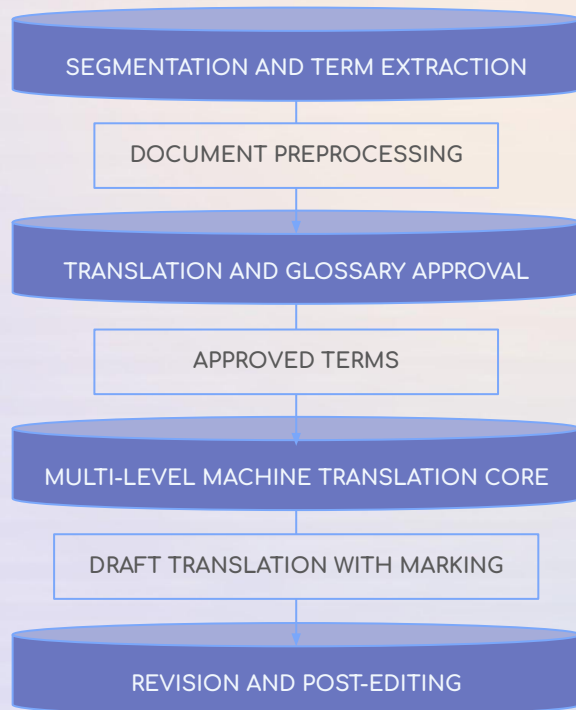 SEGMENTATION AND TERM EXTRACTION
DOCUMENT PREPROCESSING
TRANSLATION AND GLOSSARY APPROVAL
APPROVED TERMS
MULTI-LEVEL MACHINE TRANSLATION CORE
DRAFT TRANSLATION WITH MARKING
REVISION AND POST-EDITING